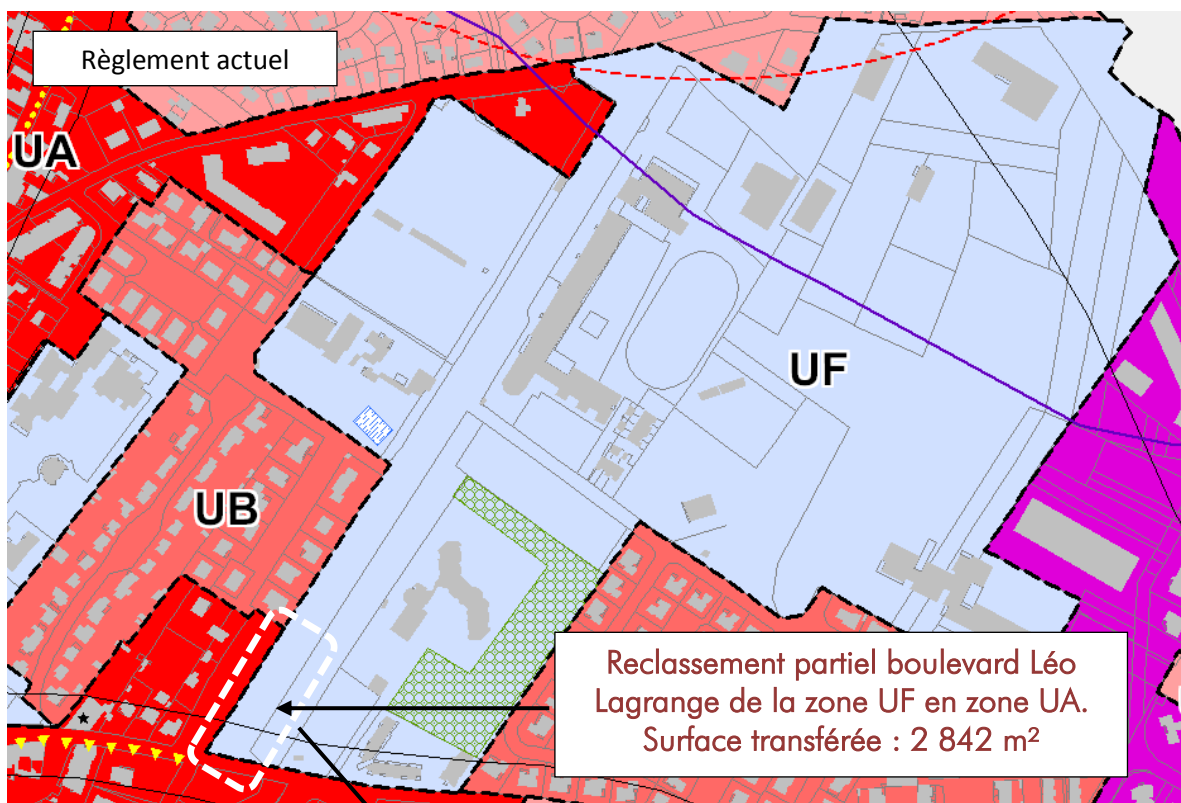 Règlement actuel
UA
UF
UB
Reclassement partiel boulevard Léo
Lagrange de la zone UF en zone UA.
Surface transférée : 2 842 m²